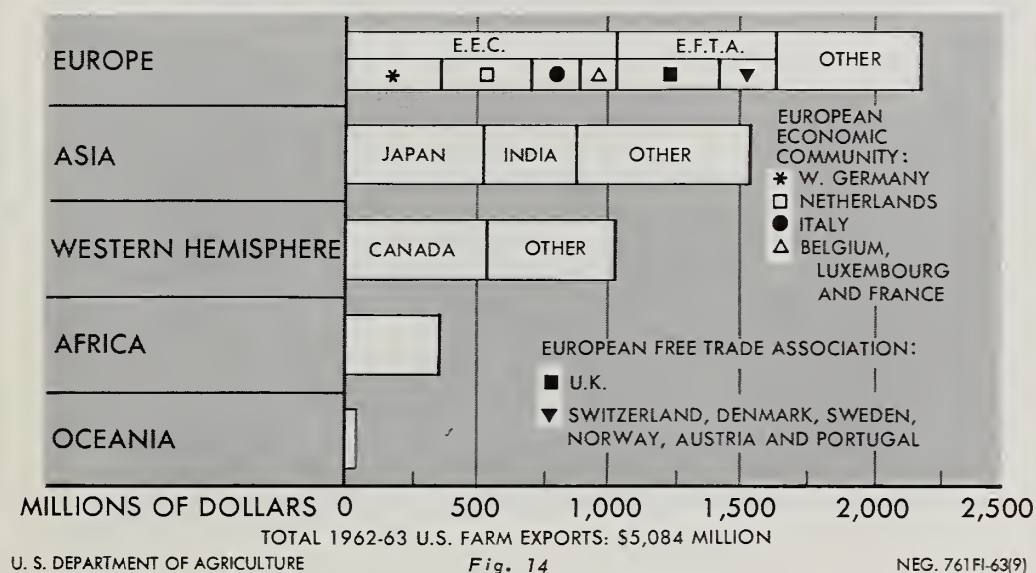 EUROPE
E.E.C.
E.F.T.A.
OTHER
ASIA
JAPAN
INDIA
OTHER
EUROPEAN
ECONOMIC
COMMUNITY:
W. GERMANY
NETHERLANDS
ITALY
BELGIUM,
LUXEMBOURG
AND FRANCE
WESTERN HEMISPHERE
CANADA
OTHER
AFRICA
EUROPEAN FREE TRADE ASSOCIATION:
U.K.
SWITZERLAND, DENMARK, SWEDEN,
NORWAY, AUSTRIA AND PORTUGAL
OCEANIA
MILLIONS OF DOLLARS 0 500 1,000 1,500 2,000 2,500
TOTAL 1962-63 U.S. FARM EXPORTS: $5,084 MILLION
U. S. DEPARTMENT OF AGRICULTURE
Fig. 14
NEG. 761FI-63(9)